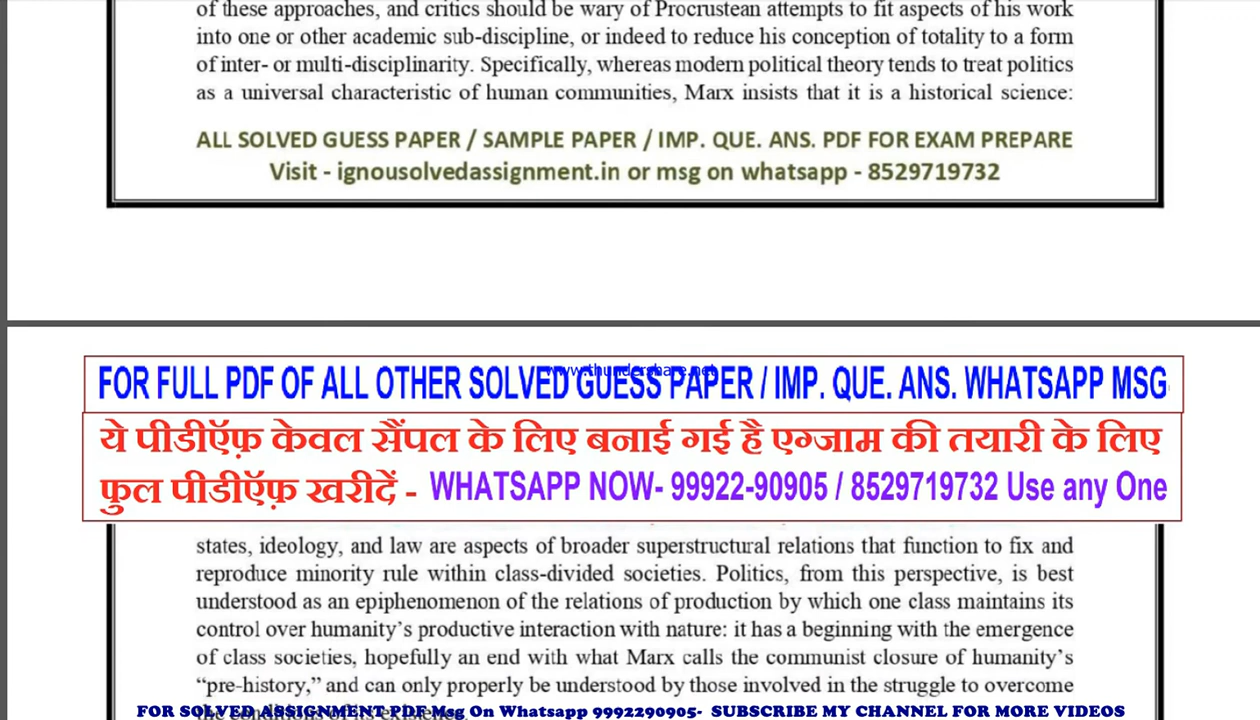 of these approaches, and critics should be wary of Procrustean attempts to fit aspects of his work
into one or other academic sub-discipline, or indeed to reduce his conception of totality to a form
of inter- or multi-disciplinarity. Specifically, whereas modern political theory tends to treat politics
as a universal characteristic of human communities, Marx insists that it is a historical science:
ALL SOLVED GUESS PAPER / SAMPLE PAPER / IMP. QUE. ANS. PDF FOR EXAM PREPARE
Visit - ignousolvedassignment.in or msg on whatsapp - 8529719732
www.thundershare.net
FOR FULL PDF OF ALL OTHER SOLVED GUESS PAPER / IMP. QUE. ANS. WHATSAPP MSG
ये पीडीऍफ़ केवल सैंपल के लिए बनाई गई है एग्जाम की तयारी के लिए
फुल पीडीऍफ़ खरीदें - WHATSAPP NOW- 99922-90905 / 8529719732 Use any One
states, ideology, and law are aspects of broader superstructural relations that function to fix and
reproduce minority rule within class-divided societies. Politics, from this perspective, is best
understood as an epiphenomenon of the relations of production by which one class maintains its
control over humanity's productive interaction with nature: it has a beginning with the emergence
of class societies, hopefully an end with what Marx calls the communist closure of humanity's
“pre-history,” and can only properly be understood by those involved in the struggle to overcome
the conditions of its existence.
FOR SOLVED ASSIGNMENT PDF Msg On Whatsapp 9992290905- SUBSCRIBE MY CHANNEL FOR MORE VIDEOS